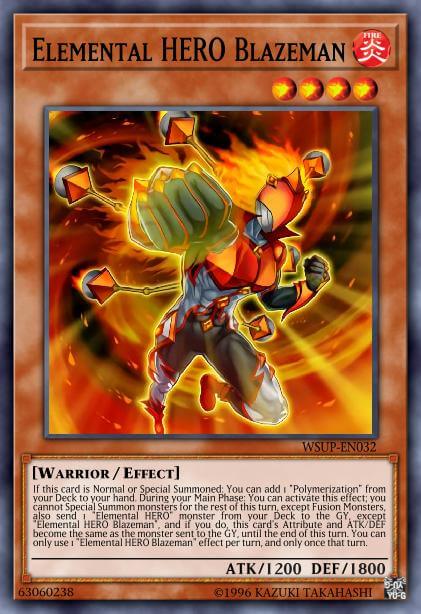 ELEMENTAL HERO BLAZEMAN
FIRE
炎
WSUP-EN032
[WARRIOR / EFFECT]
If this card is Normal or Special Summoned: You can add 1 "Polymerization" from
your Deck to your hand. During your Main Phase: You can activate this effect; you
cannot Special Summon monsters for the rest of this turn, except Fusion Monsters,
also send 1 "Elemental HERO" monster from your Deck to the GY, except
"Elemental HERO Blazeman", and if you do, this card's Attribute and ATK/DEF
become the same as the monster sent to the GY, until the end of this turn. You can
only use 1 "Elemental HERO Blazeman" effect per turn, and only once that turn.
ATK/1200 DEF/1800
63060238
©1996 KAZUKI TAKAHASHI